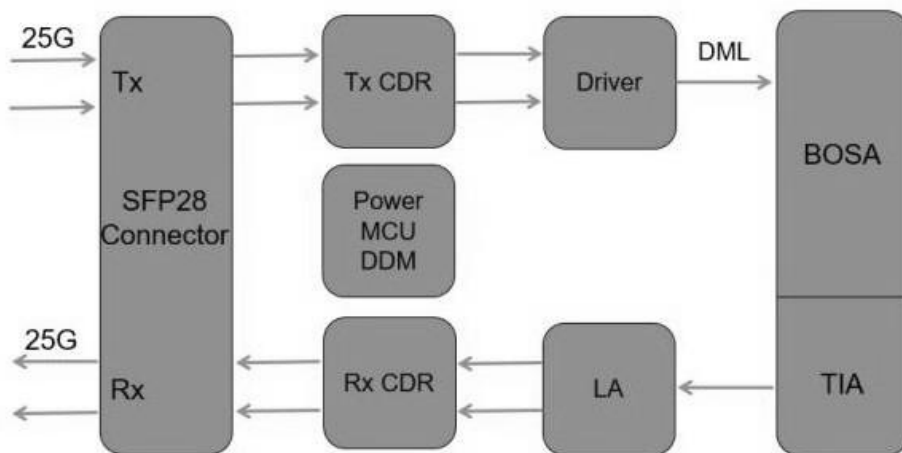 25G
Tx
SFP28
Connector
25G
Rx
Tx CDR
Power
MCU
DDM
Rx CDR
Driver
LA
DML
BOSA
TIA